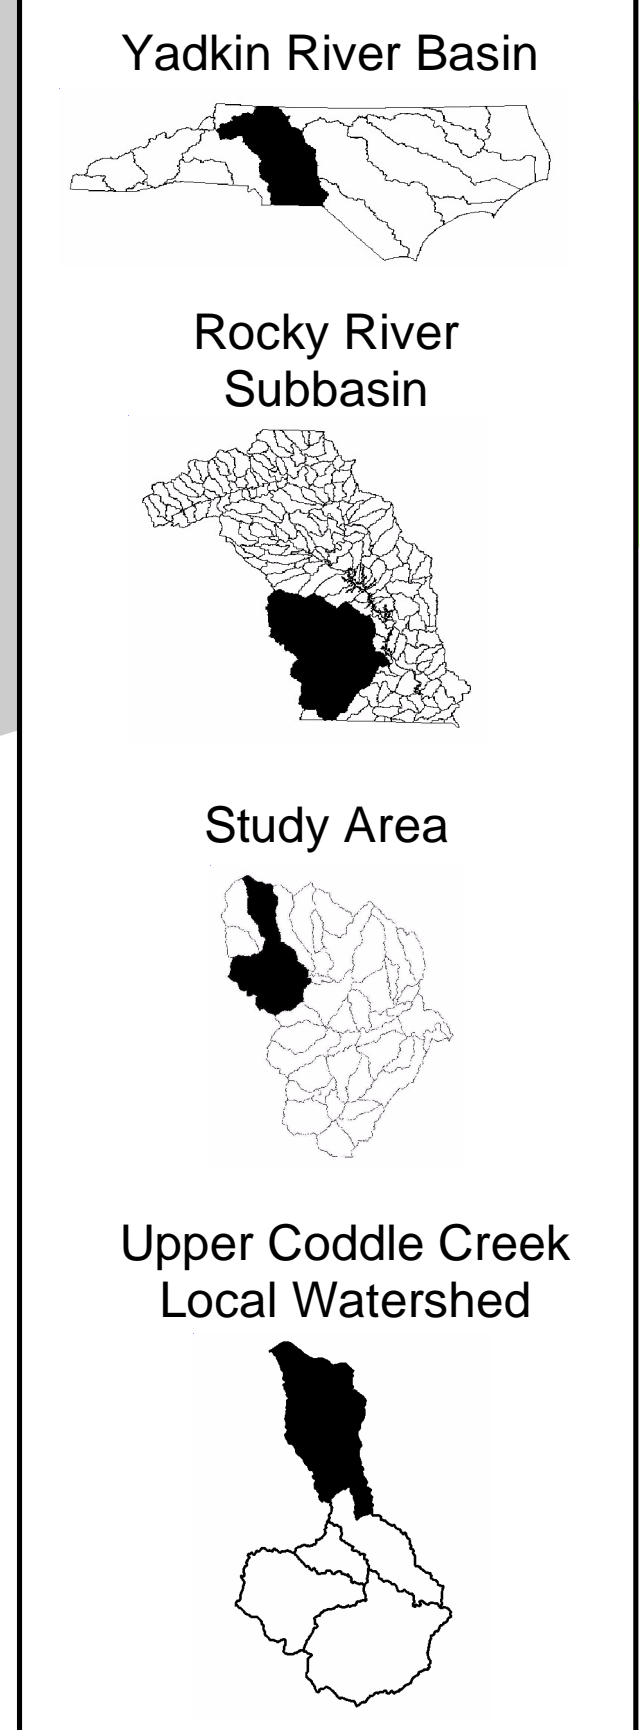 Yadkin River Basin
Rocky River
Subbasin
Study Area
Upper Coddle Creek
Local Watershed